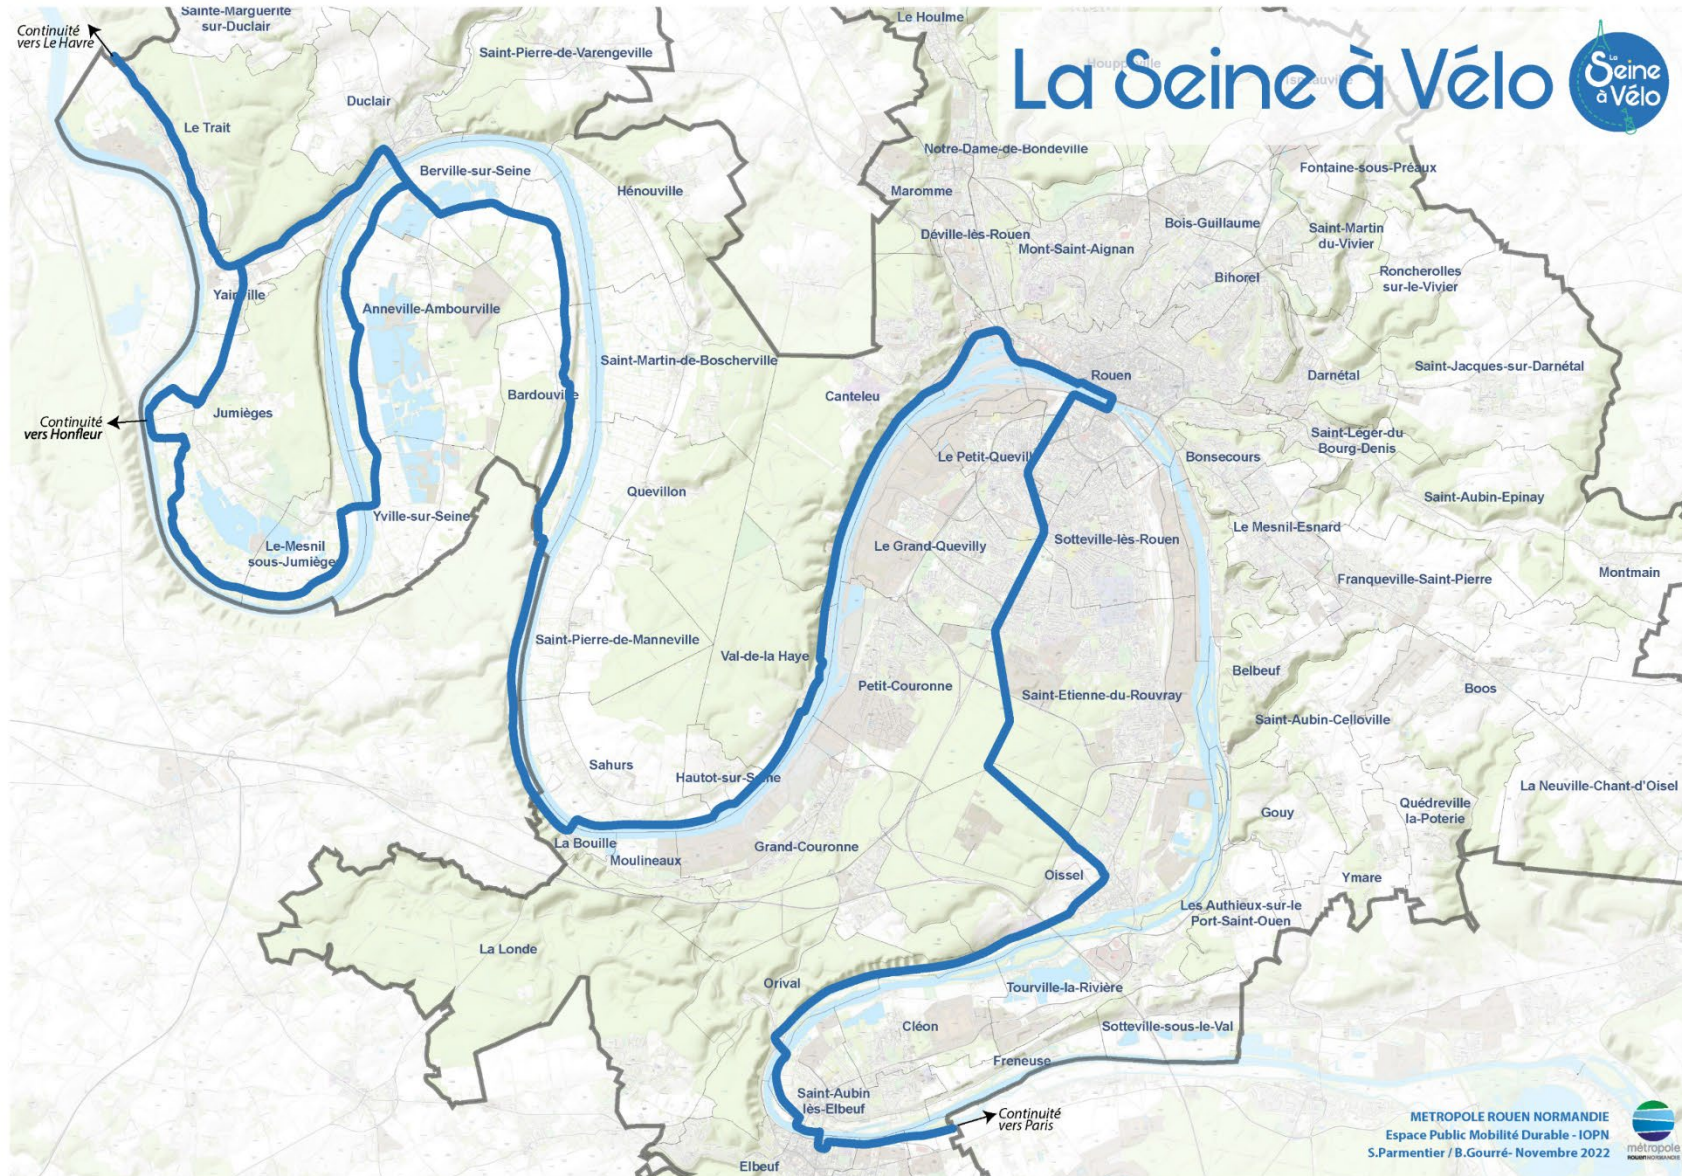 Continuité
vers Le Havre
Sainte-Marguerite
sur-Duclair
Saint-Pierre-de-Varengeville
Le Houlme
La Seine à Vélo
La
Seine
à Vélo
Duclair
Le Trait
Berville-sur-Seine
Hénouville
Notre-Dame-de-Bondeville
Maromme
Fontaine-sous-Préaux
Déville-lès-Rouen
Mont-Saint-Aignan
Bois-Guillaume
Saint-Martin
du-Vivier
Bihorel
Roncherolles
sur-le-Vivier
Anneville-Ambourville
Saint-Martin-de-Boscherville
Canteleu
Rouen
Darnétal
Saint-Jacques-sur-Darnétal
Bardouville
Jumièges
Continuité
vers Honfleur
Saint-Léger-du
Bourg-Denis
Bonsecours
Quevillon
Saint-Aubin-Epinay
Yville-sur-Seine
Le Mesnil-Esnard
Le-Mesnil
sous-Jumièges
Le Grand-Quevilly
Sotteville-lès-Rouen
Franqueville-Saint-Pierre
Montmain
Saint-Pierre-de-Manneville
Val-de-la Haye
Petit-Couronne
Saint-Etienne-du-Rouvray
Belbeuf
Boos
Saint-Aubin-Celloville
Sahurs
La Neuville-Chant-d'Oisel
Gouy
Quédreville
la-Poterie
La Bouille
Moulineaux
Grand-Couronne
Oissel
Ymare
Les Authieux-sur-le
Port-Saint-Ouen
La Londe
Orival
Tourville-la-Rivière
Cléon
Sotteville-sous-le-Val
Freneuse
Saint-Aubin
lès-Elbeuf
Continuité
vers Paris
Elbeuf
METROPOLE ROUEN NORMANDIE
Espace Public Mobilité Durable - IOPN
S.Parmentier / B.Gourré- Novembre 2022
métropole
ROUENNORMANDIE